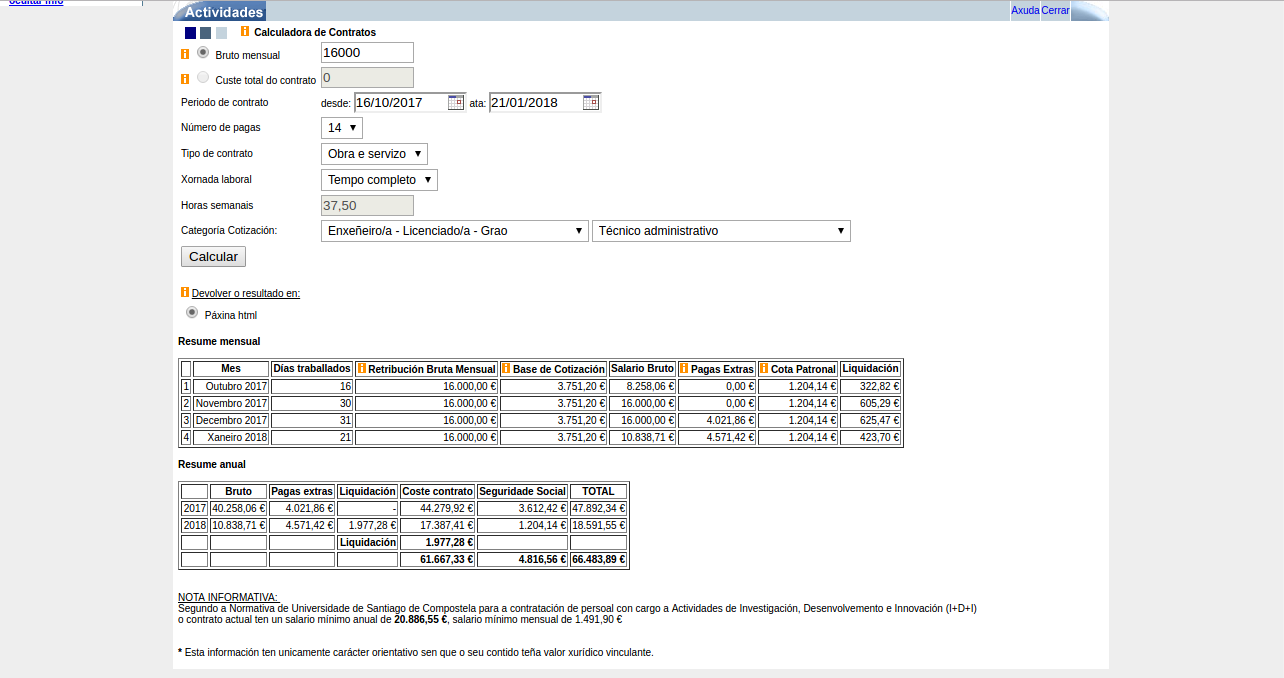 ocultar info
Actividades
Axuda Cerrar
Calculadora de Contratos
Bruto mensual 16000
Custe total do contrato 0
Periodo de contrato desde: 16/10/2017 ata: 21/01/2018
Número de pagas 14
Tipo de contrato Obra e servizo
Xornada laboral Tempo completo
Horas semanais 37,50
Categoría Cotización: Enxeñeiro/a - Licenciado/a - Grao Técnico administrativo
Calcular
Devolver o resultado en:
Páxina html
Resume mensual
Mes Días traballados Retribución Bruta Mensual Base de Cotización Salario Bruto Pagas Extras Cota Patronal Liquidación
1 Outubro 2017 16 16.000,00 € 3.751,20 € 8.258,06 € 0,00 € 1.204,14 € 322,82 €
2 Novembro 2017 30 16.000,00 € 3.751,20 € 16.000,00 € 0,00 € 1.204,14 € 605,29 €
3 Decembro 2017 31 16.000,00 € 3.751,20 € 16.000,00 € 4.021,86 € 1.204,14 € 625,47 €
4 Xaneiro 2018 21 16.000,00 € 3.751,20 € 10.838,71 € 4.571,42 € 1.204,14 € 423,70 €
Resume anual
Bruto Pagas extras Liquidación Coste contrato Seguridade Social TOTAL
2017 40.258,06 € 4.021,86 € - 44.279,92 € 3.612,42 € 47.892,34 €
2018 10.838,71 € 4.571,42 € 1.977,28 € 17.387,41 € 1.204,14 € 18.591,55 €
Liquidación 1.977,28 €
61.667,33 € 4.816,56 € 66.483,89 €
NOTA INFORMATIVA:
Segundo a Normativa de Universidade de Santiago de Compostela para a contratación de persoal con cargo a Actividades de Investigación, Desenvolvemento e Innovación (I+D+I)
o contrato actual ten un salario mínimo anual de 20.886,55 €, salario mínimo mensual de 1.491,90 €
* Esta información ten unicamente carácter orientativo sen que o seu contido teña valor xurídico vinculante.